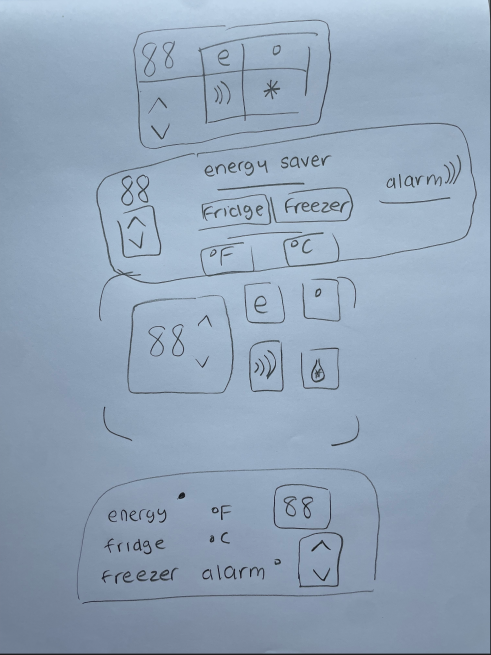 88 e °
*
energy saver
88
alarm
Fridge Freezer
°F °C
e °
88
energy °F 88
fridge °C
freezer alarm °